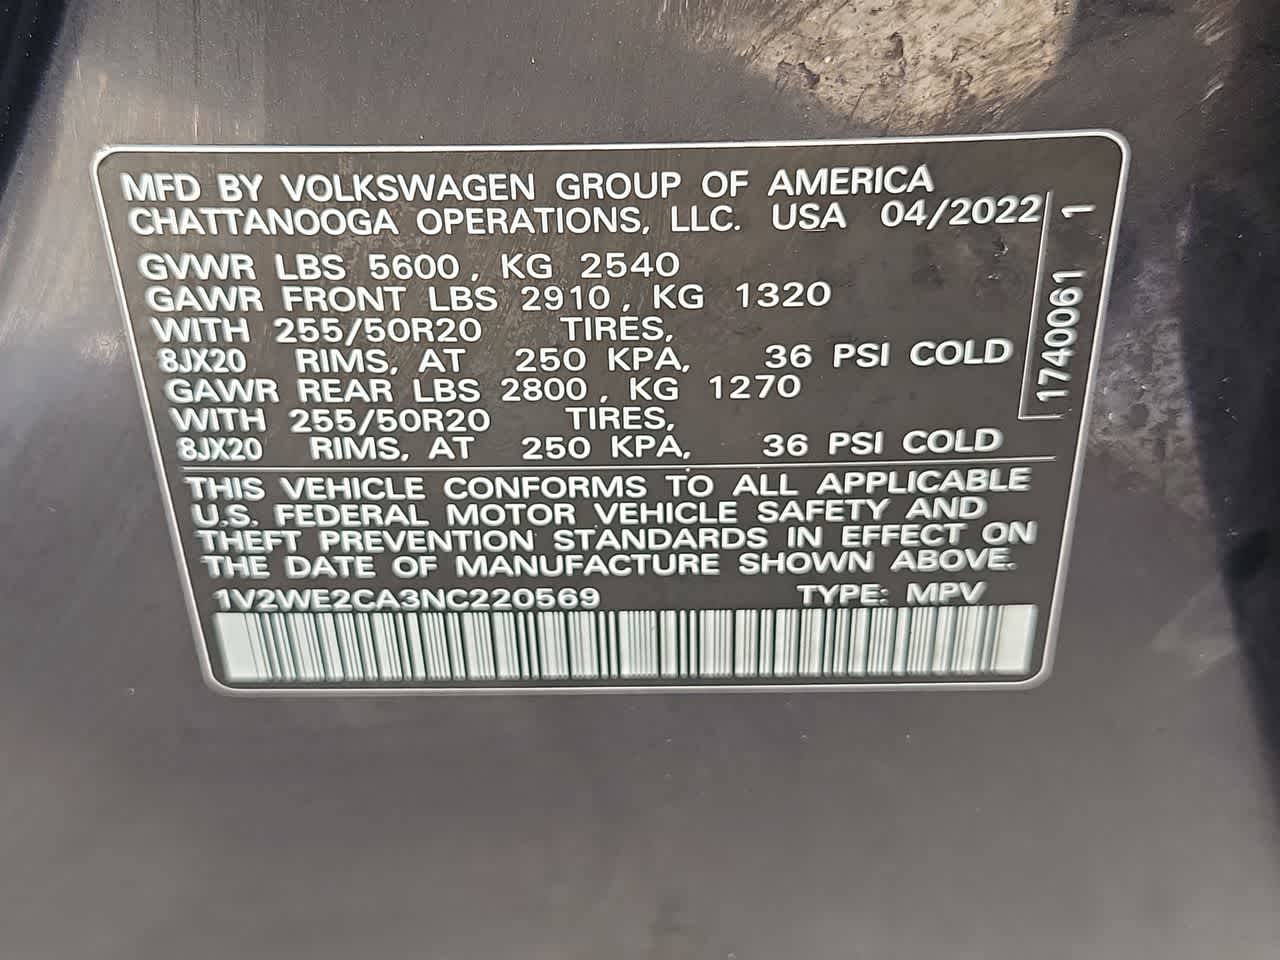 MFD BY VOLKSWAGEN GROUP OF AMERICA
CHATTANOOGA OPERATIONS, LLC. USA 04/2022
GVWR LBS 5600, KG 2540
GAWR FRONT LBS 2910, KG 1320
WITH 255/50R20 TIRES,
8JX20 RIMS, AT 250 KPA, 36 PSI COLD
GAWR REAR LBS 2800, KG 1270
WITH 255/50R20 TIRES,
8JX20 RIMS, AT 250 KPA, 36 PSI COLD
THIS VEHICLE CONFORMS TO ALL APPLICABLE
U.S. FEDERAL MOTOR VEHICLE SAFETY AND
THEFT PREVENTION STANDARDS IN EFFECT ON
THE DATE OF MANUFACTURE SHOWN ABOVE.
1V2WE2CA3NC220569 TYPE: MPV
1740061 1